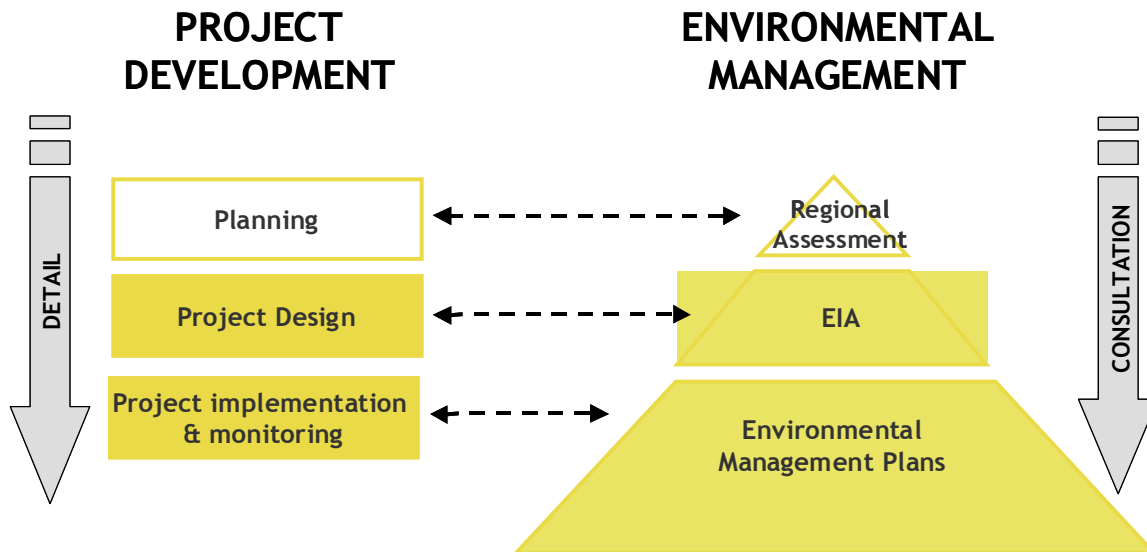 PROJECT
DEVELOPMENT
ENVIRONMENTAL
MANAGEMENT
DETAIL
Planning
Regional
Assessment
Project Design
EIA
Project implementation
& monitoring
Environmental
Management Plans
CONSULTATION